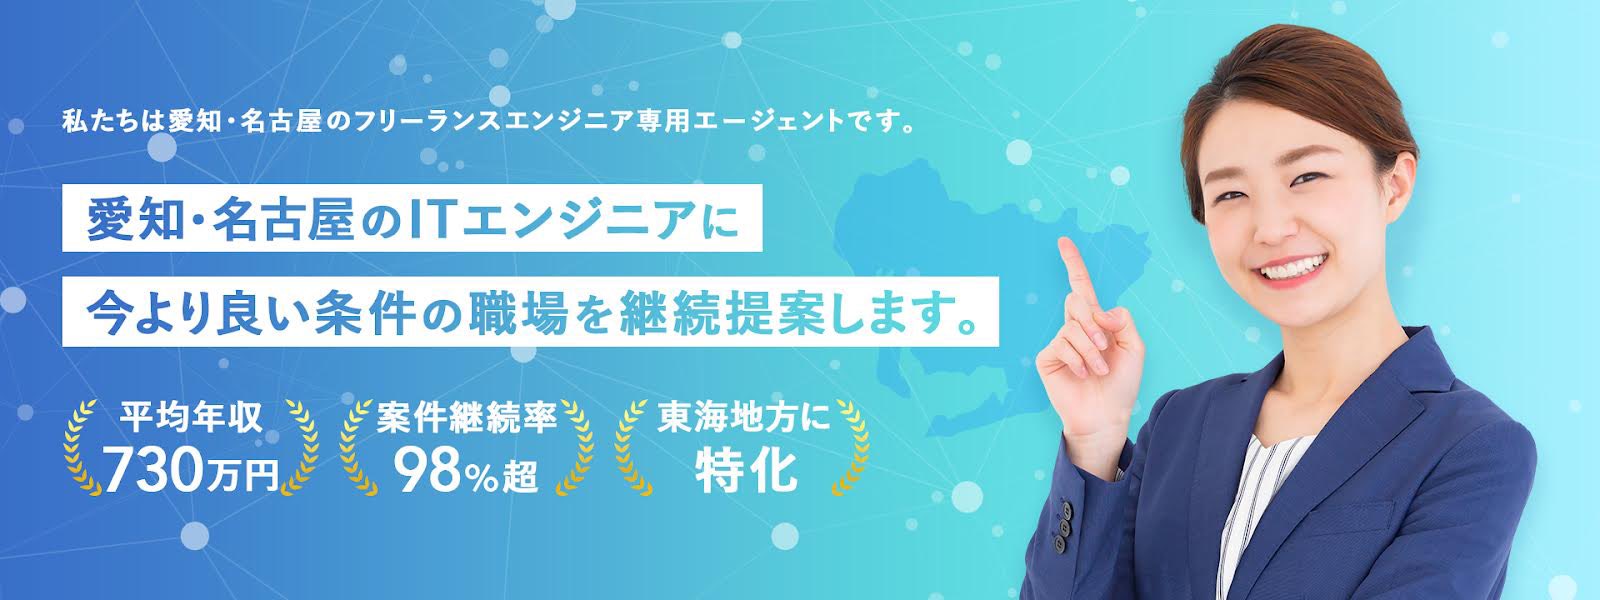 私たちは愛知・名古屋のフリーランスエンジニア専用エージェントです。
愛知・名古屋のITエンジニアに
今より良い条件の職場を継続提案します。
平均年収
730万円
案件継続率
98%超
東海地方に
特化